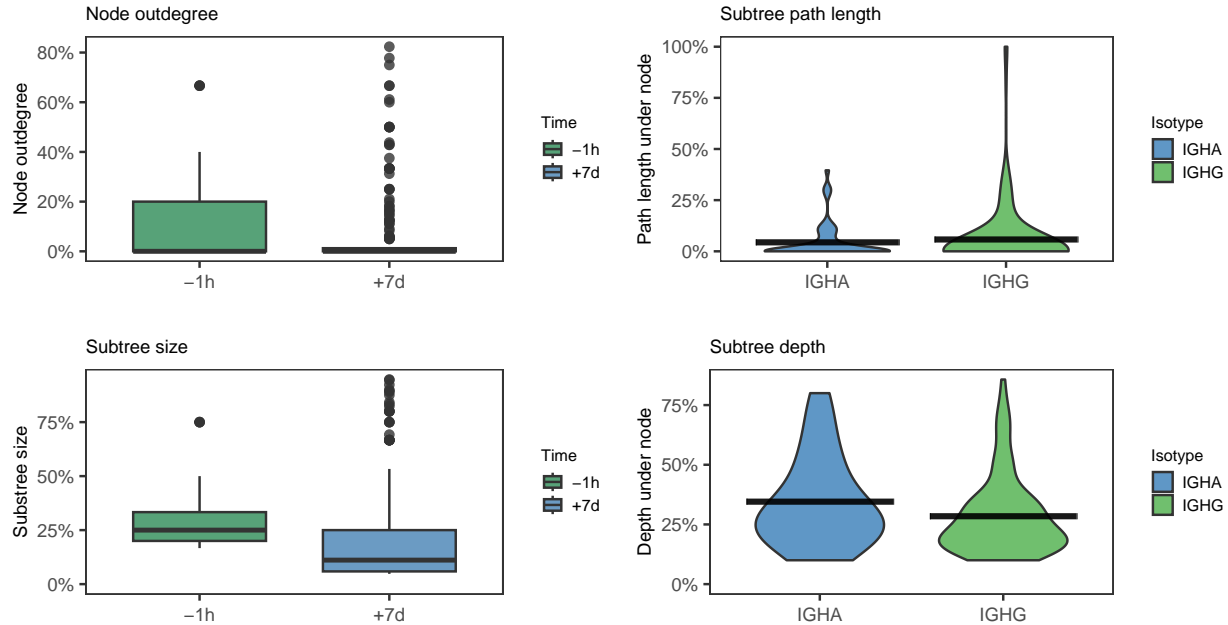 Node outdegree
Node outdegree
80%
60%
40%
20%
0%
−1h
+7d
Time
−1h
+7d
Subtree path length
Path length under node
100%
75%
50%
25%
0%
IGHA
IGHG
Isotype
IGHA
IGHG
Subtree size
Substree size
75%
50%
25%
0%
−1h
+7d
Time
−1h
+7d
Subtree depth
Depth under node
75%
50%
25%
0%
IGHA
IGHG
Isotype
IGHA
IGHG